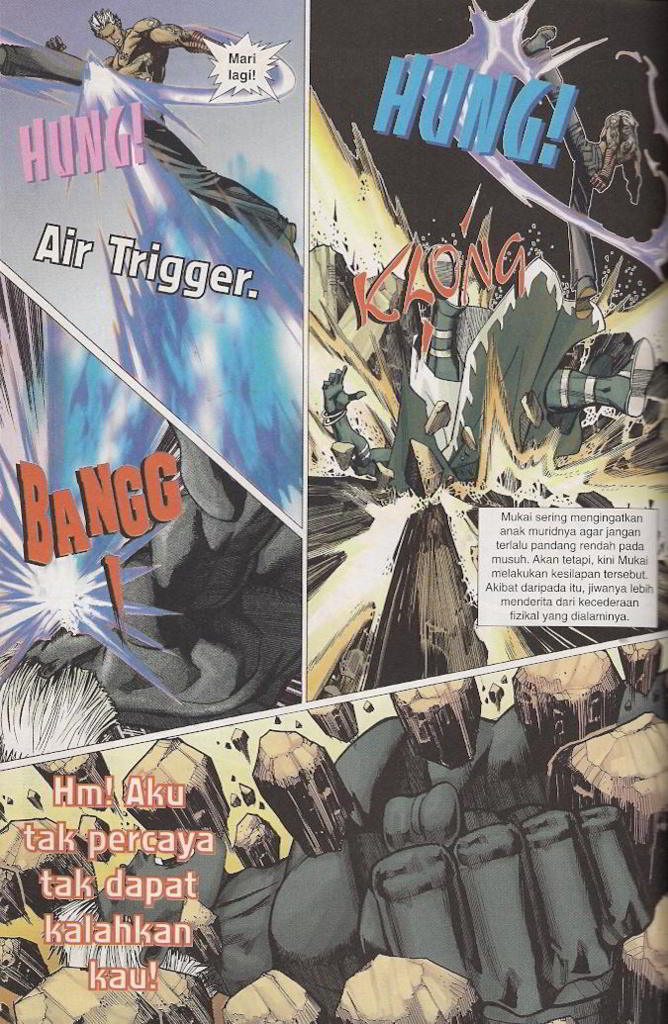 Mari
lagi!
HUNG!
Air Trigger.
BANGG
!
HUNG!
KLONG
!
Mukai sering mengingatkan
anak muridnya agar jangan
terlalu pandang rendah pada
musuh. Akan tetapi, kini Mukai
melakukan kesilapan tersebut.
Akibat daripada itu, jiwanya lebih
menderita dari kecederaan
fizikal yang dialaminya.
Hm! Aku
tak percaya
tak dapat
kalahkan
kau!